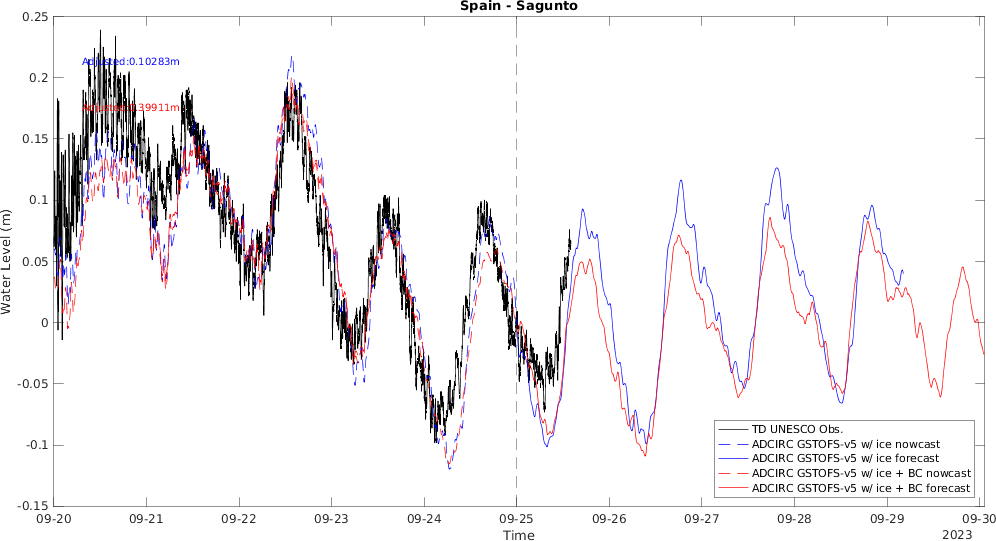 Spain - Sagunto
0.25
0.2
0.15
0.1
0.05
0
-0.05
-0.1
-0.15
Water Level (m)
Adjusted:0.10283m
09-20
09-21
09-22
09-23
09-24
09-25
09-26
09-27
09-28
09-29
09-30
Time
2023
TD UNESCO Obs.
ADCIRC GSTOFS-v5 w/ ice nowcast
ADCIRC GSTOFS-v5 w/ ice forecast
ADCIRC GSTOFS-v5 w/ ice + BC nowcast
ADCIRC GSTOFS-v5 w/ ice + BC forecast